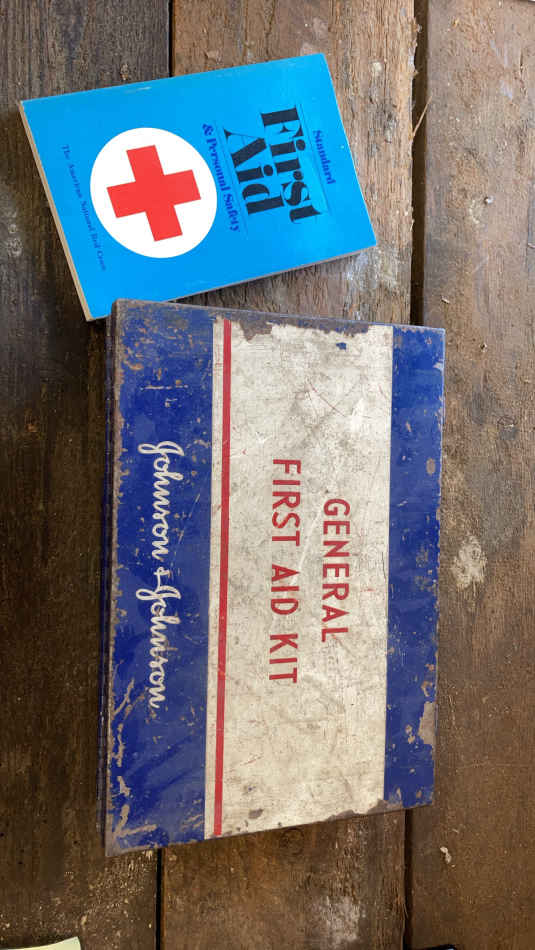 Standard
First
Aid
& Personal Safety
The American National Red Cross
GENERAL
FIRST AID KIT
Johnson & Johnson